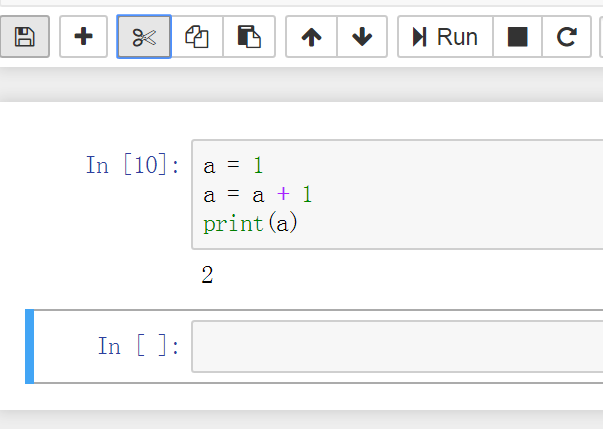 Run
In [10]:
a = 1
a = a + 1
print(a)
2
In [ ]: